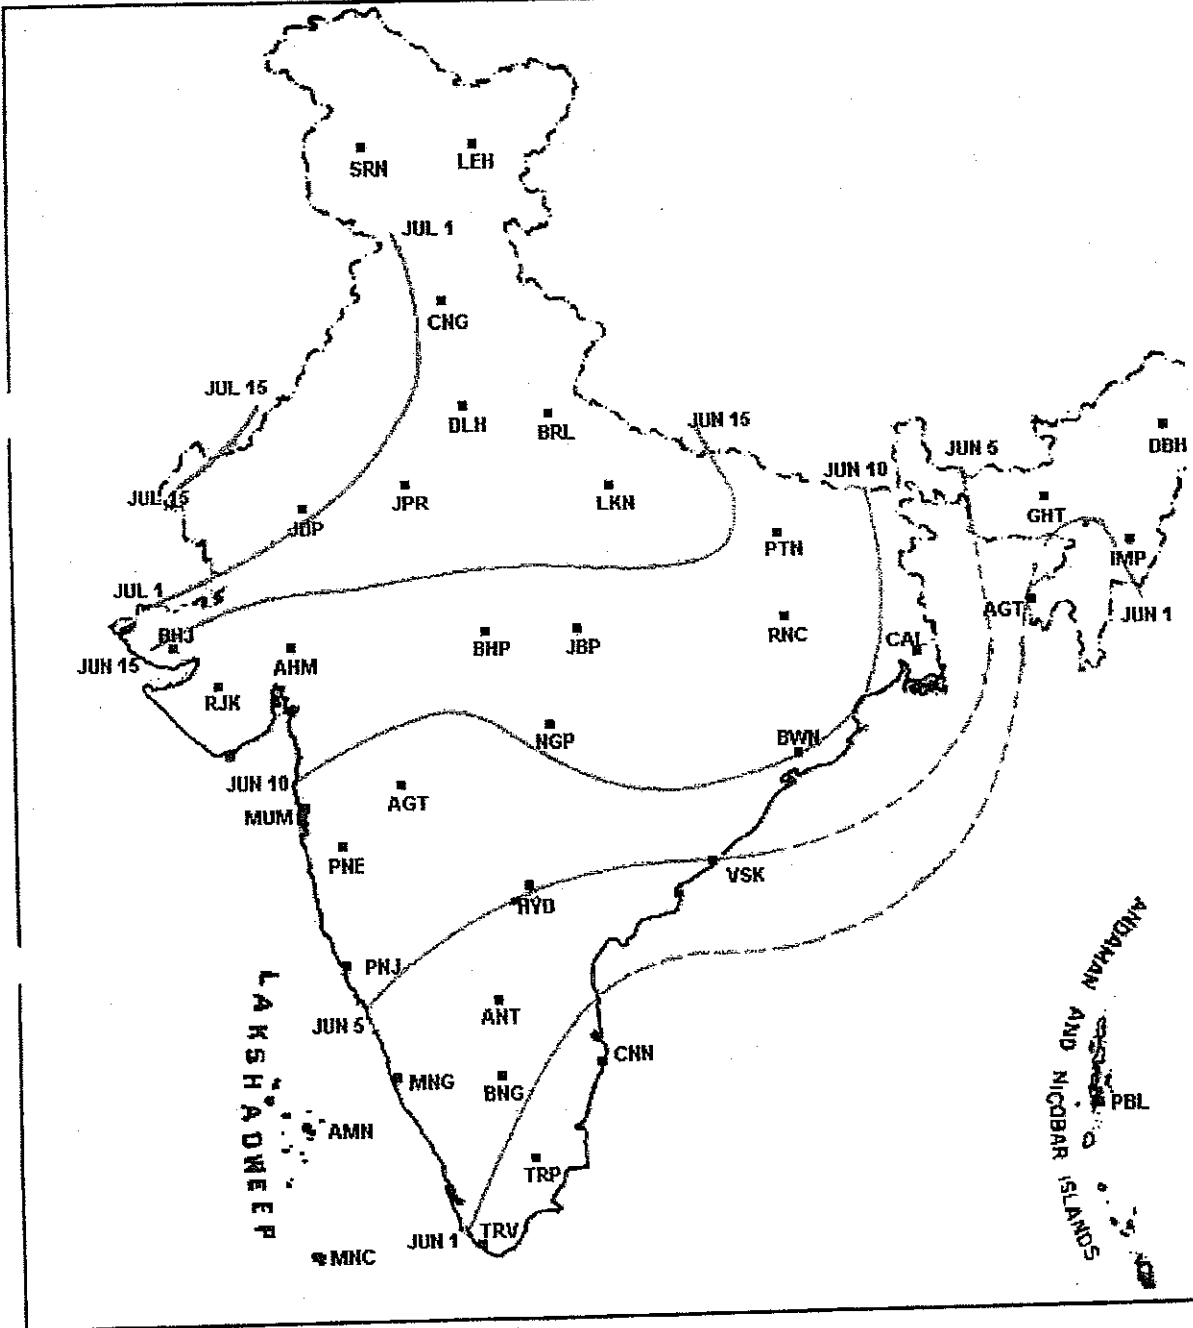 SRN
LEH
JUL 1
CNG
JUL 15
DLH
BRL
JUN 15
DBH
JUN 5
JUN 10
JUL 15
JPR
LKN
GHT
JDP
PTN
IMP
JUL 1
AGT
JUN 1
BHJ
BHP
JBP
RNC
CAL
JUN 15
AHM
RJK
NGP
BWN
JUN 10
AGT
MUM
PNE
VSK
HYD
PNJ
ANT
JUN 5
CNN
MNG
BNG
PBL
AMN
TRP
TRV
JUN 1
MNC
LAKSHADWEEP
ANDAMAN AND NICOBAR ISLANDS